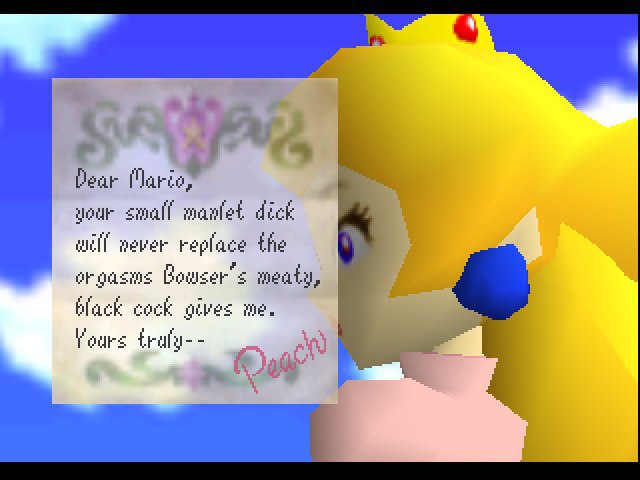 Dear Mario,
your small manlet dick
will never replace the
orgasms Bowser's meaty,
black cock gives me.
Yours truly--
Peach